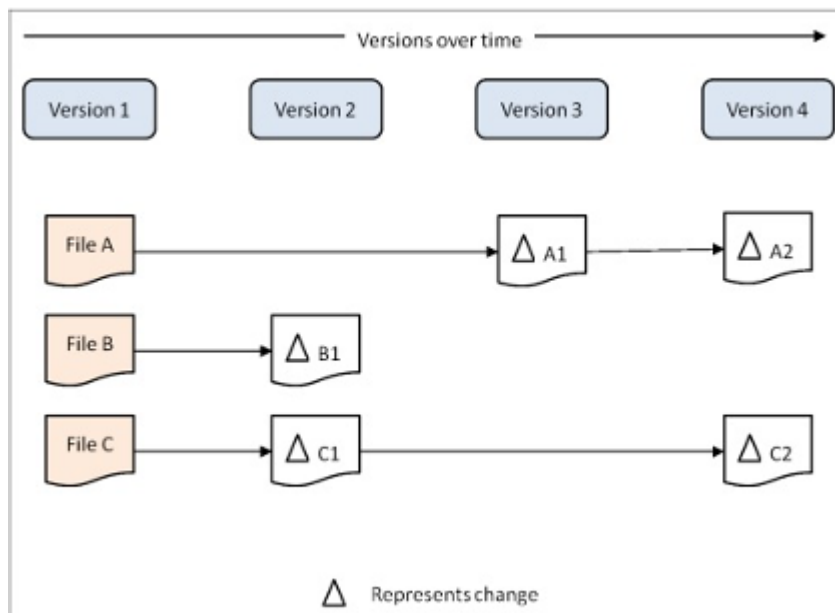 Versions over time
Version 1 Version 2 Version 3 Version 4
File A Δ A1 Δ A2
File B Δ B1
File C Δ C1 Δ C2
Δ Represents change